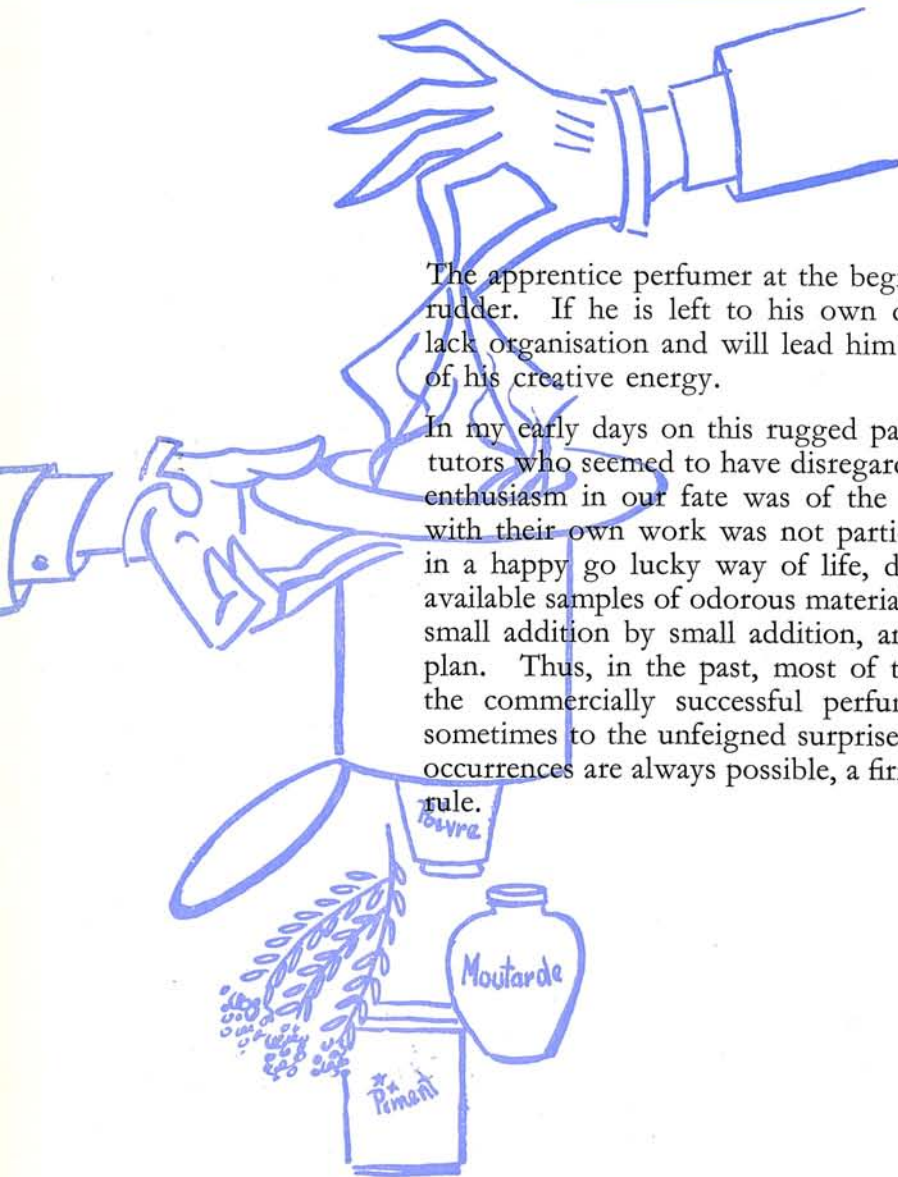 The apprentice perfumer at the beg
rudder. If he is left to his own
lack organisation and will lead him
of his creative energy.
In my early days on this rugged pa
tutors who seemed to have disregar
enthusiasm in our fate was of the
with their own work was not parti
in a happy go lucky way of life, d
available samples of odorous materia
small addition by small addition, a
plan. Thus, in the past, most of t
the commercially successful perfu
sometimes to the unfeigned surprise
occurrences are always possible, a fi
rule.
Poivre
Moutarde
Piment